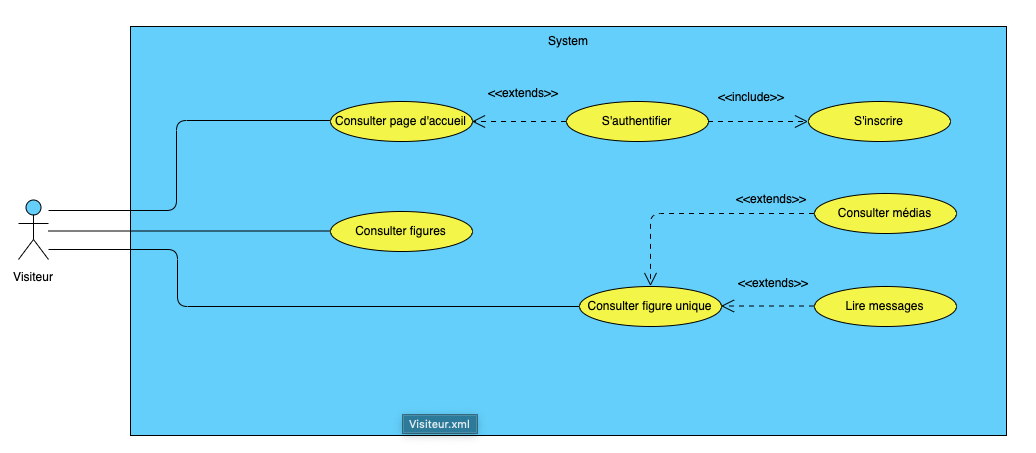 System
<<extends>>
<<include>>
Consulter page d'accueil
S'authentifier
S'inscrire
<<extends>>
Consulter médias
Consulter figures
Visiteur
<<extends>>
Consulter figure unique
Lire messages
Visiteur.xml